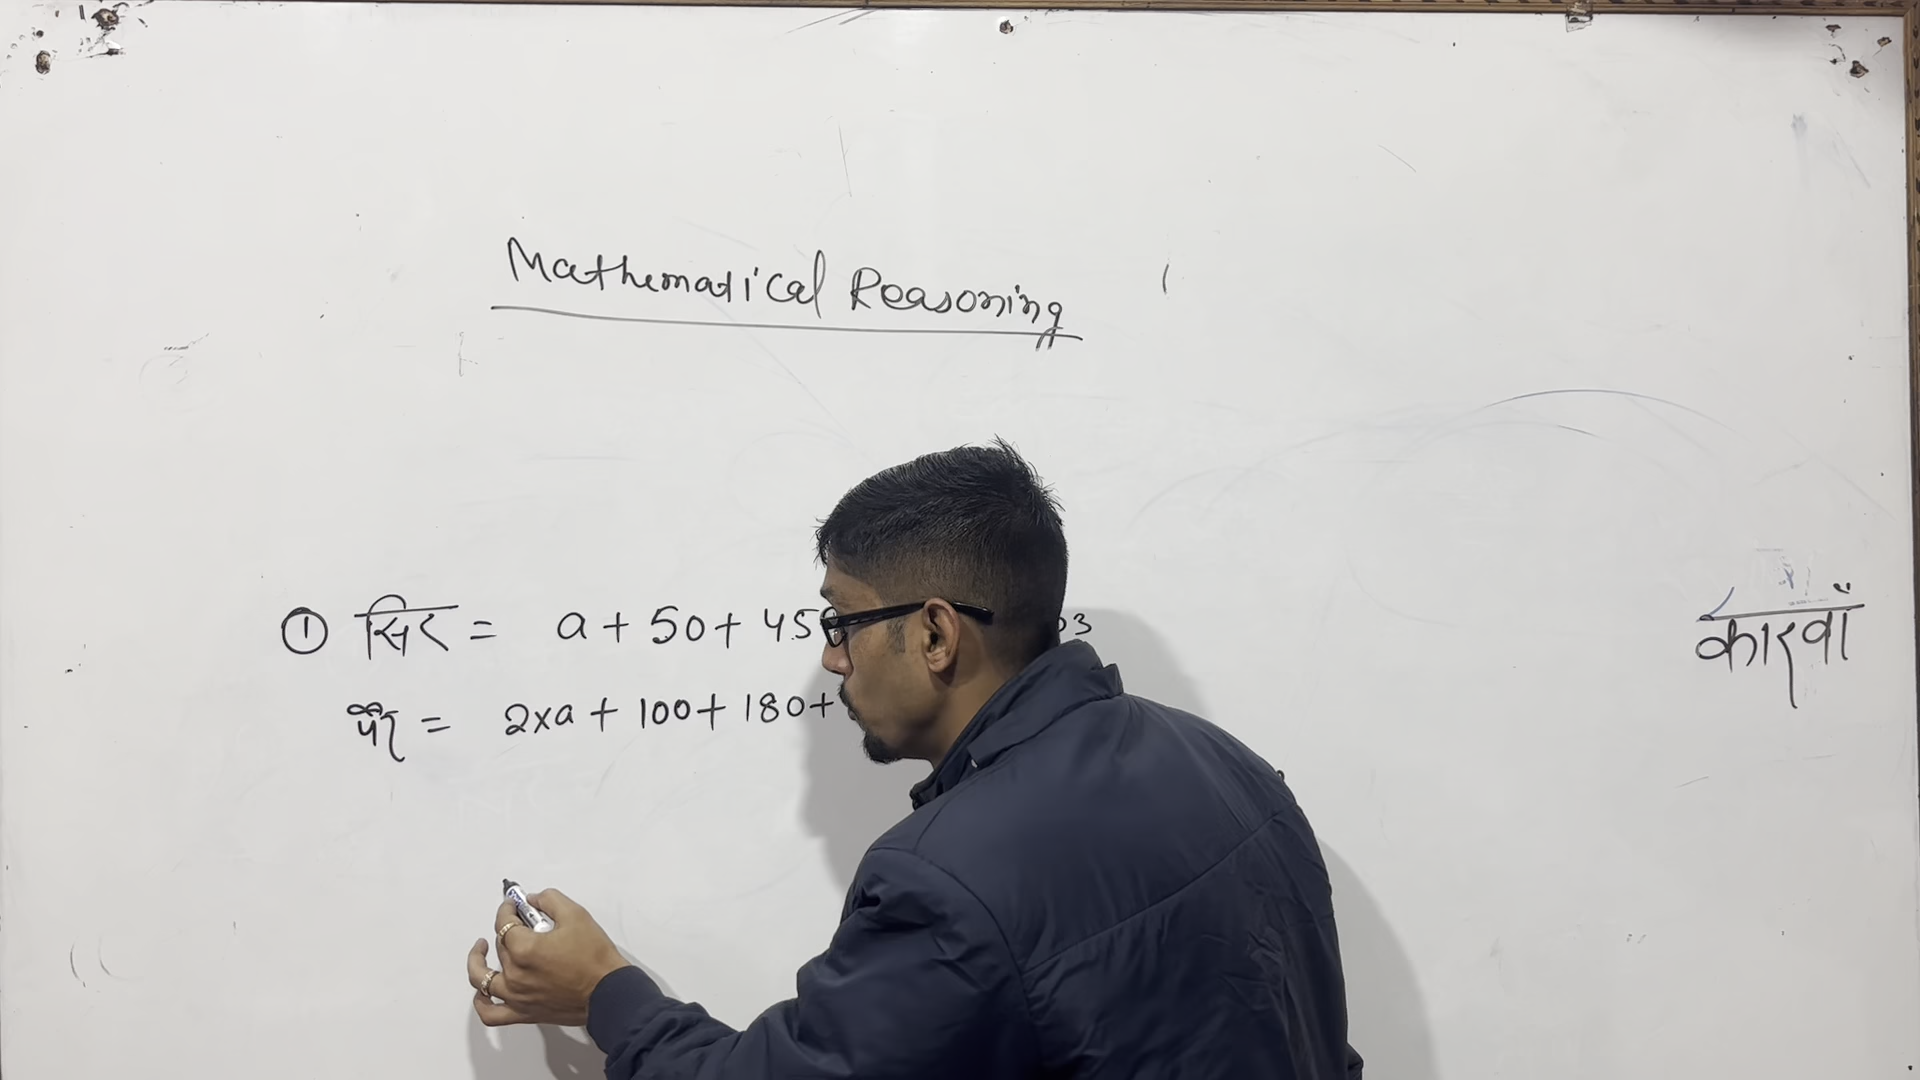 Mathematical Reasoning
① सिर = a + 50 + 45
पैर = 2xa + 100 + 180 +
कारवाँ